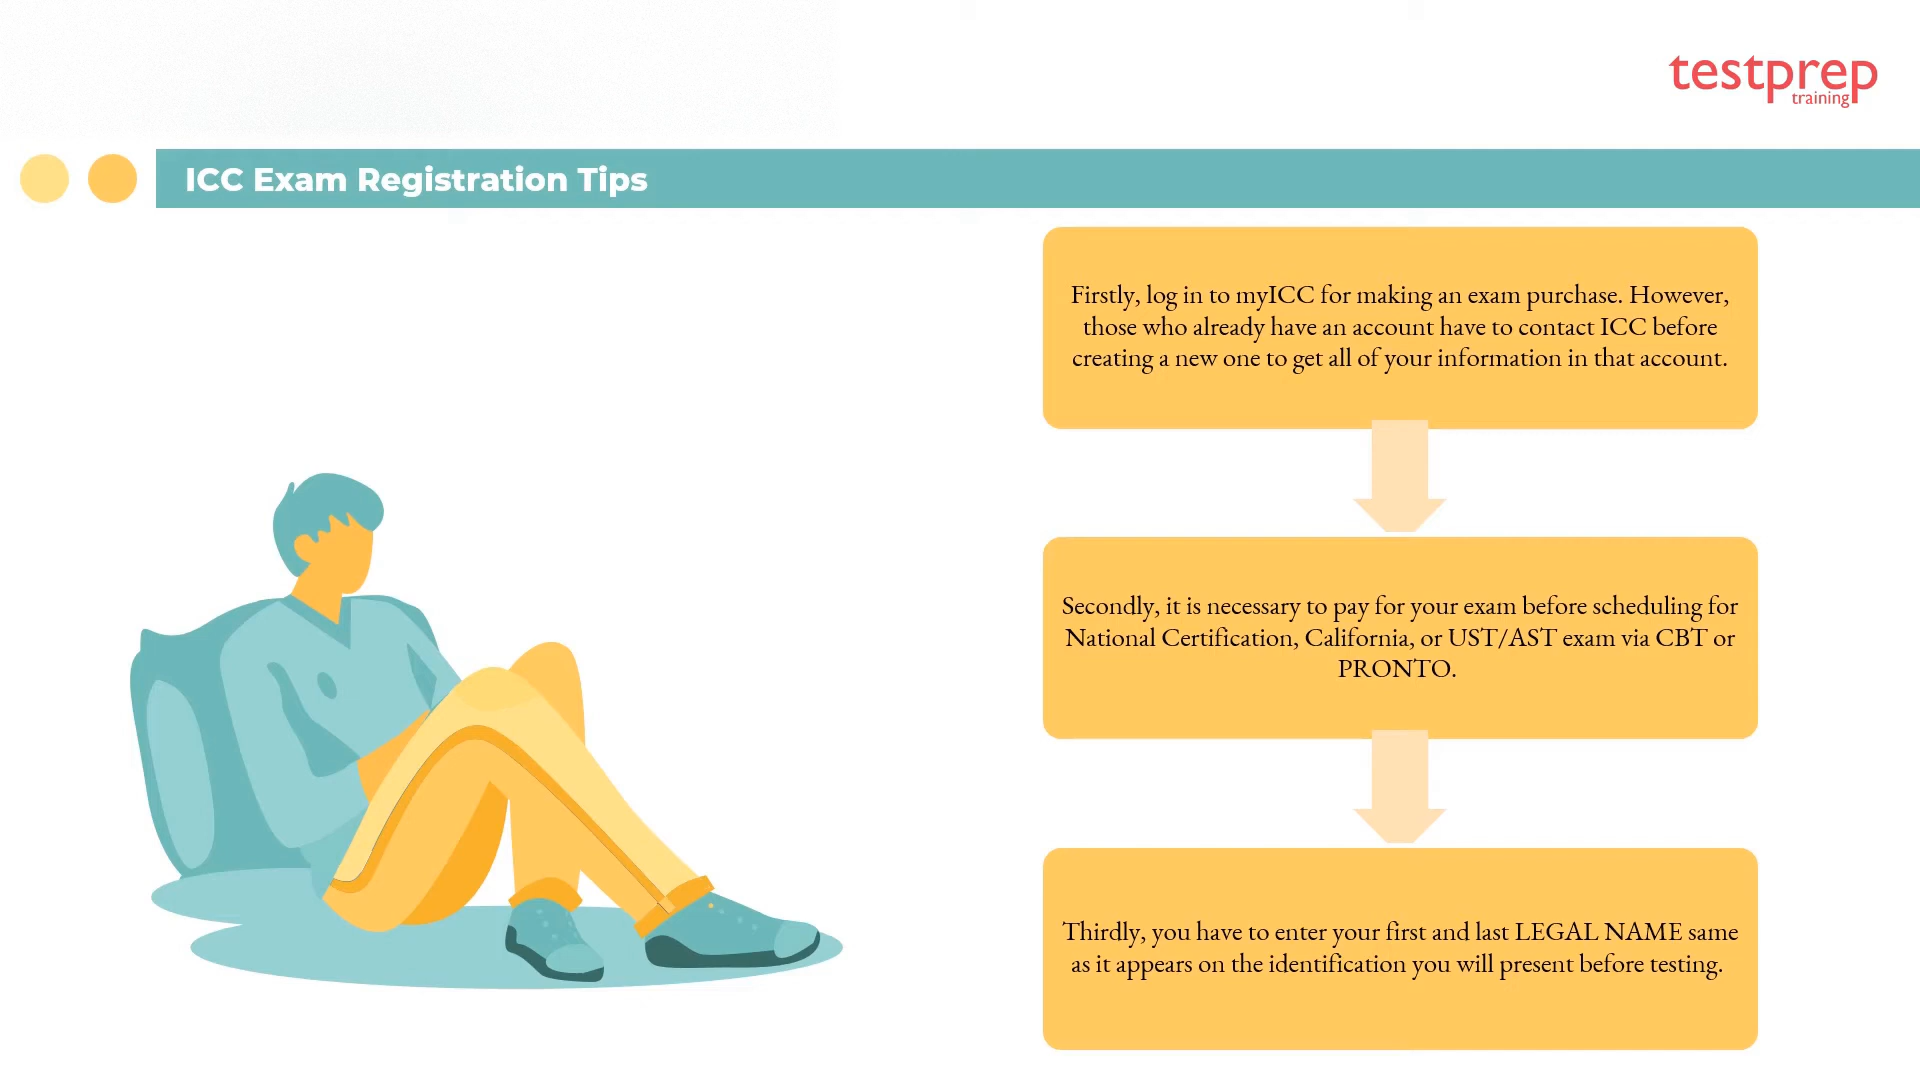 testprep
training
ICC Exam Registration Tips
Firstly, log in to myICC for making an exam purchase. However,
those who already have an account have to contact ICC before
creating a new one to get all of your information in that account.
Secondly, it is necessary to pay for your exam before scheduling for
National Certification, California, or UST/AST exam via CBT or
PRONTO.
Thirdly, you have to enter your first and last LEGAL NAME same
as it appears on the identification you will present before testing.